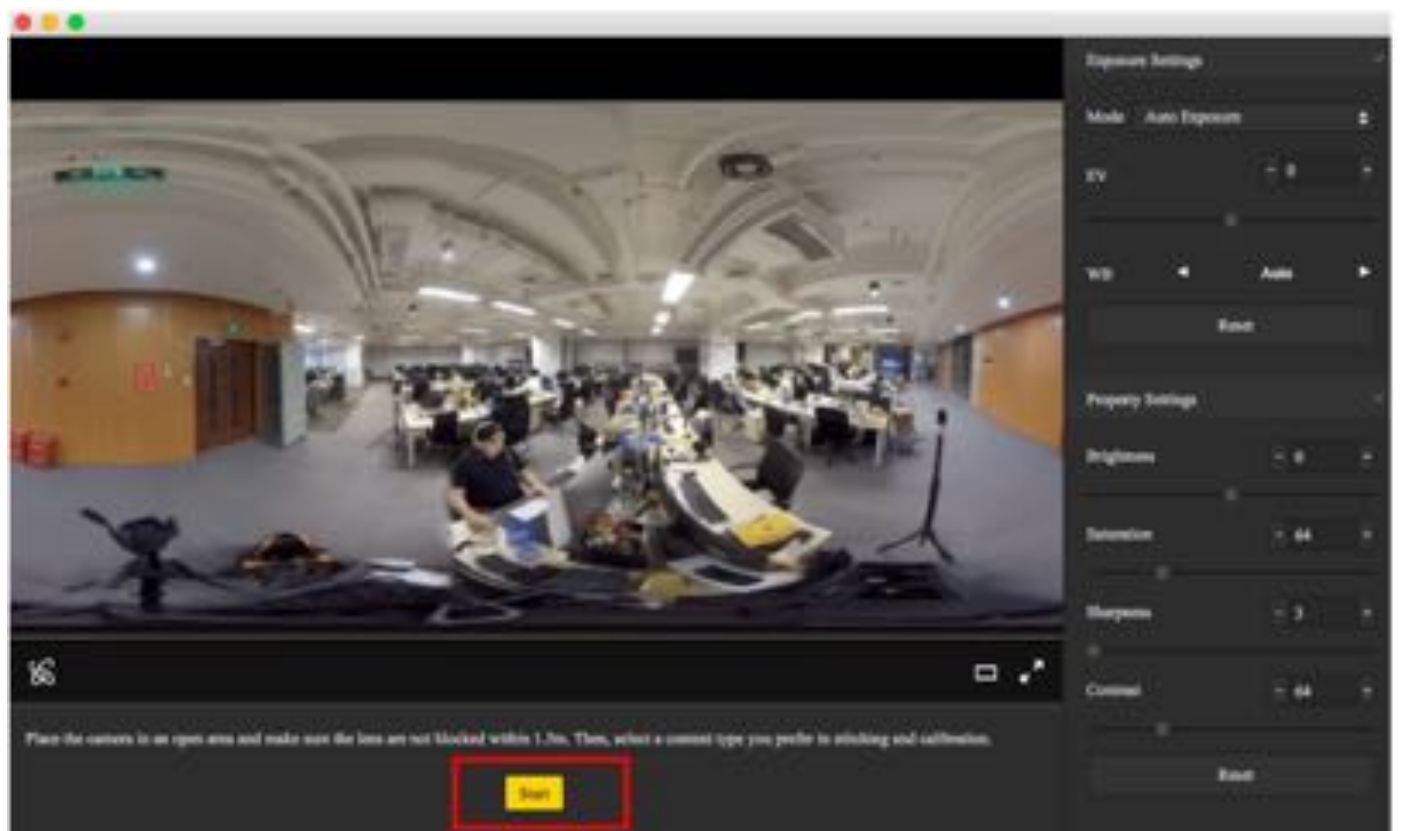 Exposure Settings
Mode Auto Exposure
EV - 0 +
WB Auto
Reset
Property Settings
Brightness - 0 +
Saturation - 64 +
Sharpness - 3 +
Contrast - 64 +
Reset
Place the camera in an open area and make sure the lens are not blocked within 1.5m. Then, select a content type you prefer in stitching and calibration.
Start